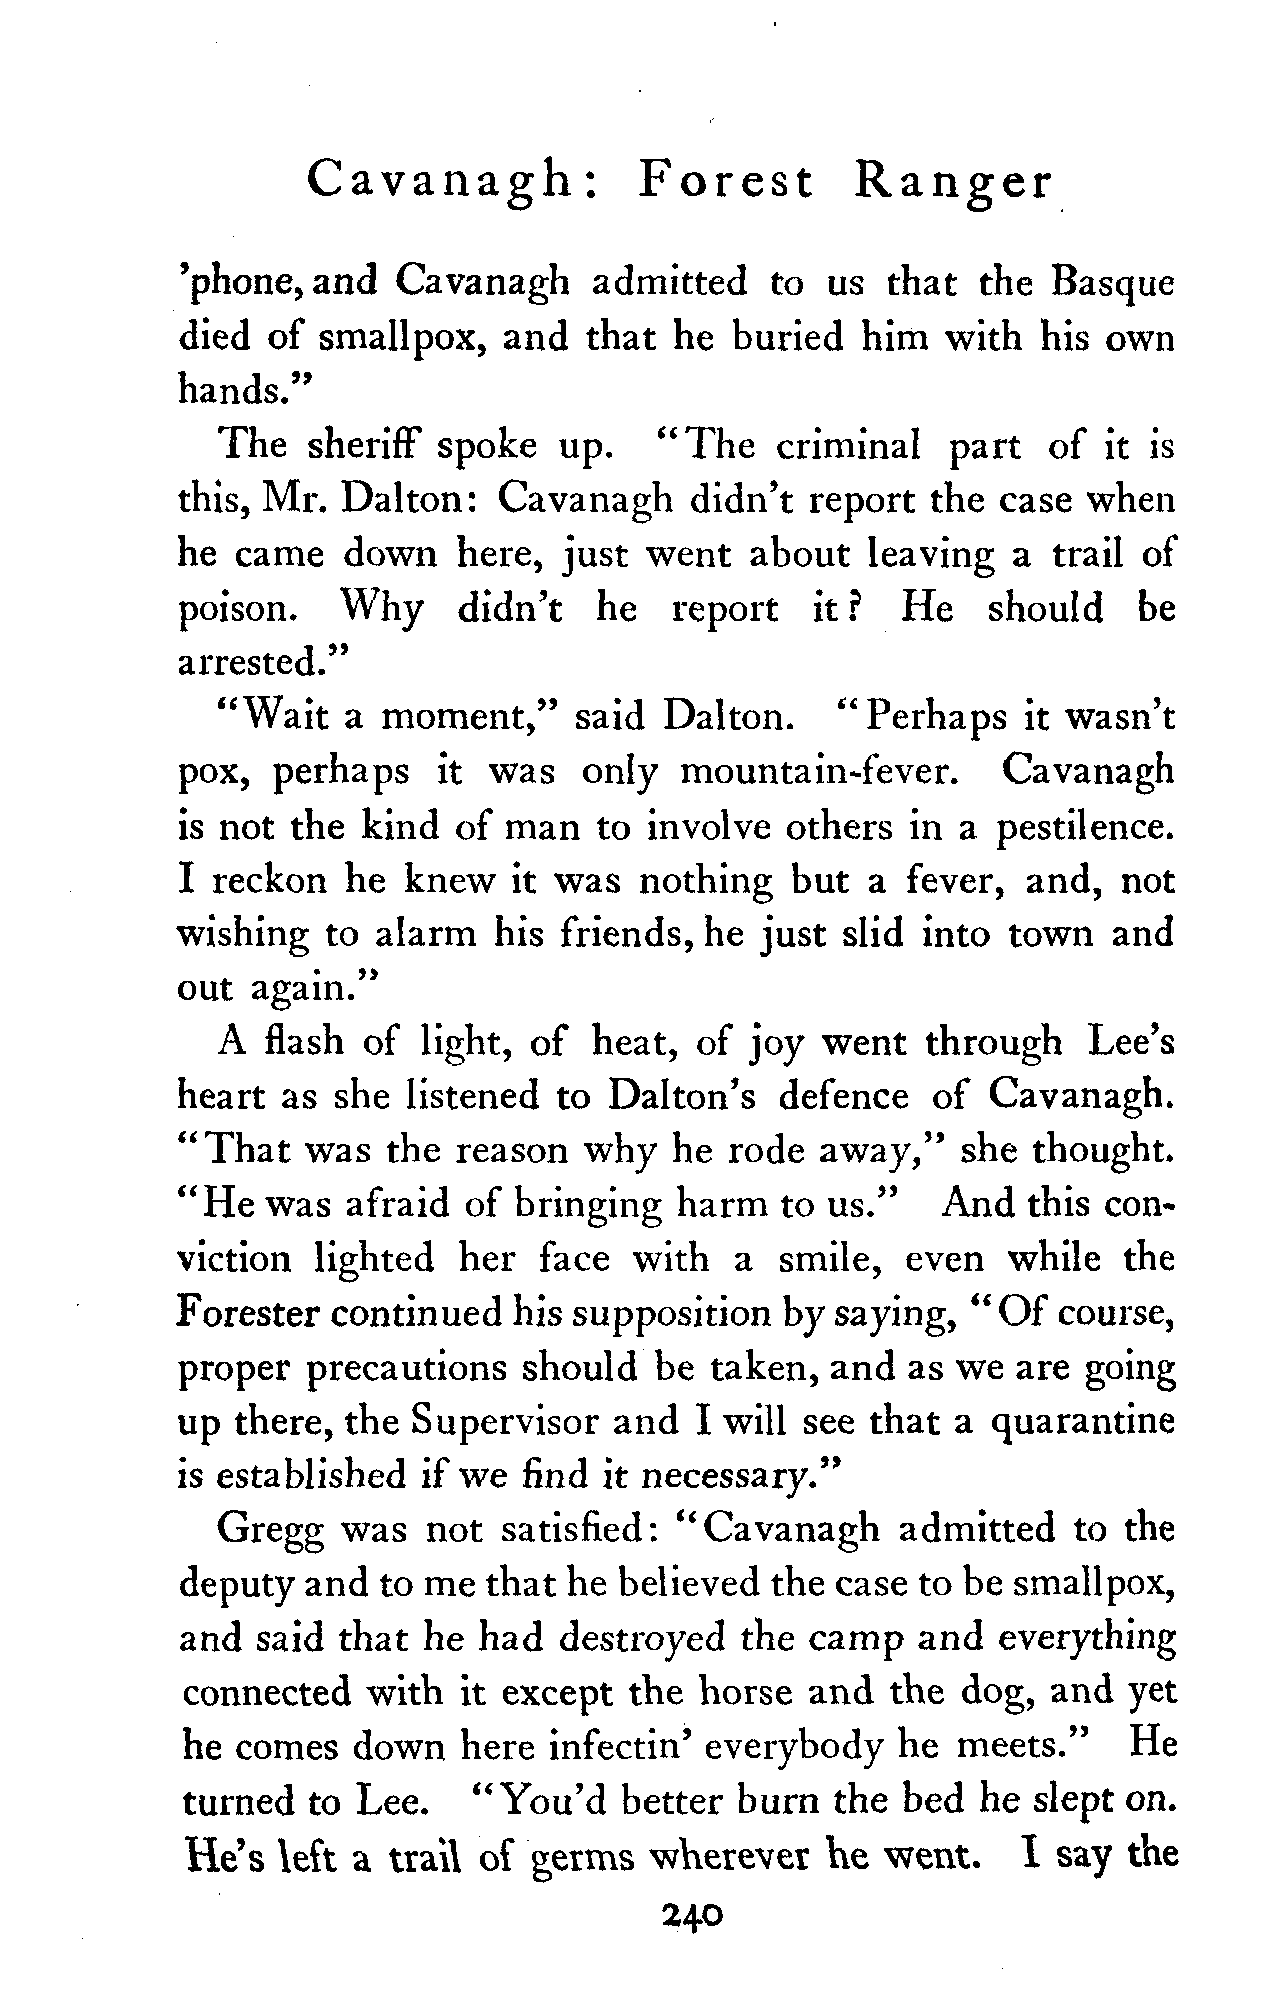 Cavanagh: Forest Ranger
'phone, and Cavanagh admitted to us that the Basque
died of smallpox, and that he buried him with his own
hands."
The sheriff spoke up. "The criminal part of it is
this, Mr. Dalton: Cavanagh didn't report the case when
he came down here, just went about leaving a trail of
poison. Why didn't he report it? He should be
arrested."
"Wait a moment," said Dalton. "Perhaps it wasn't
pox, perhaps it was only mountain-fever. Cavanagh
is not the kind of man to involve others in a pestilence.
I reckon he knew it was nothing but a fever, and, not
wishing to alarm his friends, he just slid into town and
out again."
A flash of light, of heat, of joy went through Lee's
heart as she listened to Dalton's defence of Cavanagh.
"That was the reason why he rode away," she thought.
"He was afraid of bringing harm to us." And this con-
viction lighted her face with a smile, even while the
Forester continued his supposition by saying, "Of course,
proper precautions should be taken, and as we are going
up there, the Supervisor and I will see that a quarantine
is established if we find it necessary."
Gregg was not satisfied: "Cavanagh admitted to the
deputy and to me that he believed the case to be smallpox,
and said that he had destroyed the camp and everything
connected with it except the horse and the dog, and yet
he comes down here infectin' everybody he meets." He
turned to Lee. "You'd better burn the bed he slept on.
He's left a trail of germs wherever he went. I say the
240